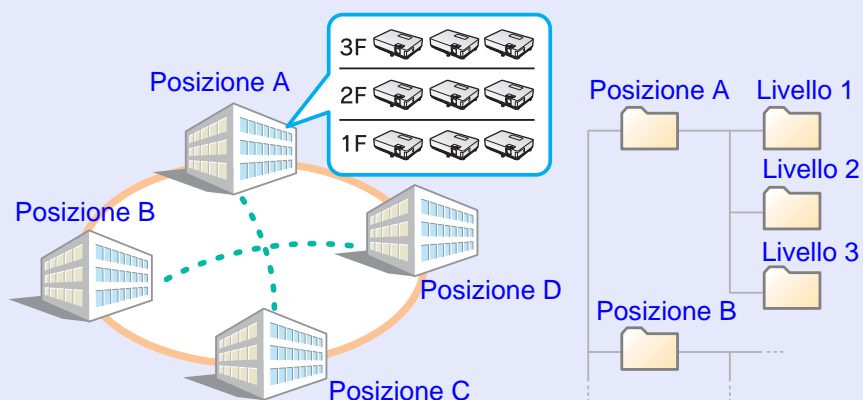 3F
2F
1F
Posizione A
Posizione B
Posizione D
Posizione C
Posizione A
Livello 1
Livello 2
Livello 3
Posizione B